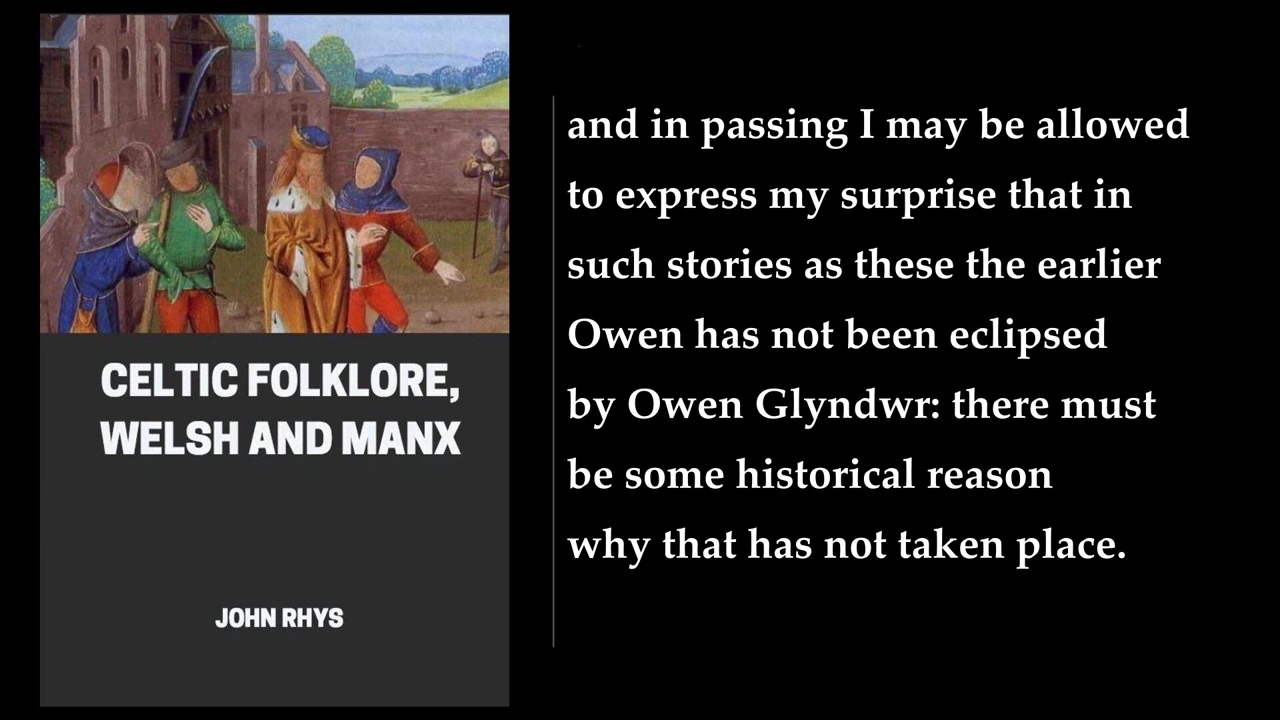 CELTIC FOLKLORE,
WELSH AND MANX
JOHN RHYS
and in passing I may be allowed
to express my surprise that in
such stories as these the earlier
Owen has not been eclipsed
by Owen Glyndwr: there must
be some historical reason
why that has not taken place.